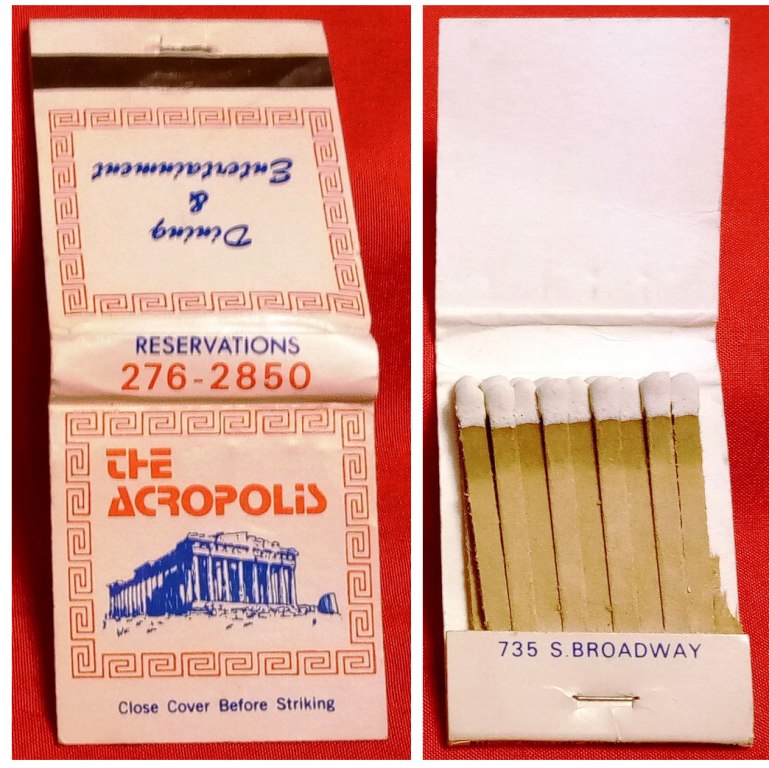 Dining
&
Entertainment
RESERVATIONS
276-2850
THE
ACROPOLiS
Close Cover Before Striking
735 S.BROADWAY